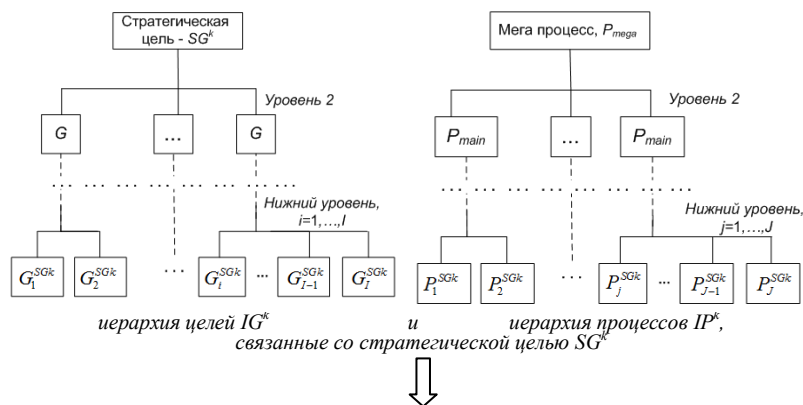 Стратегическая
цель - SG^k
Мега процесс, P_mega
Уровень 2
Уровень 2
G
...
G
P_main
...
P_main
Нижний уровень,
i=1,...,I
Нижний уровень,
j=1,...,J
G_1^{SGk} G_2^{SGk} ... G_i^{SGk} ... G_{I-1}^{SGk} G_I^{SGk}
P_1^{SGk} P_2^{SGk} ... P_j^{SGk} ... P_{J-1}^{SGk} P_J^{SGk}
иерархия целей IG^k и иерархия процессов IP^k,
связанные со стратегической целью SG^k